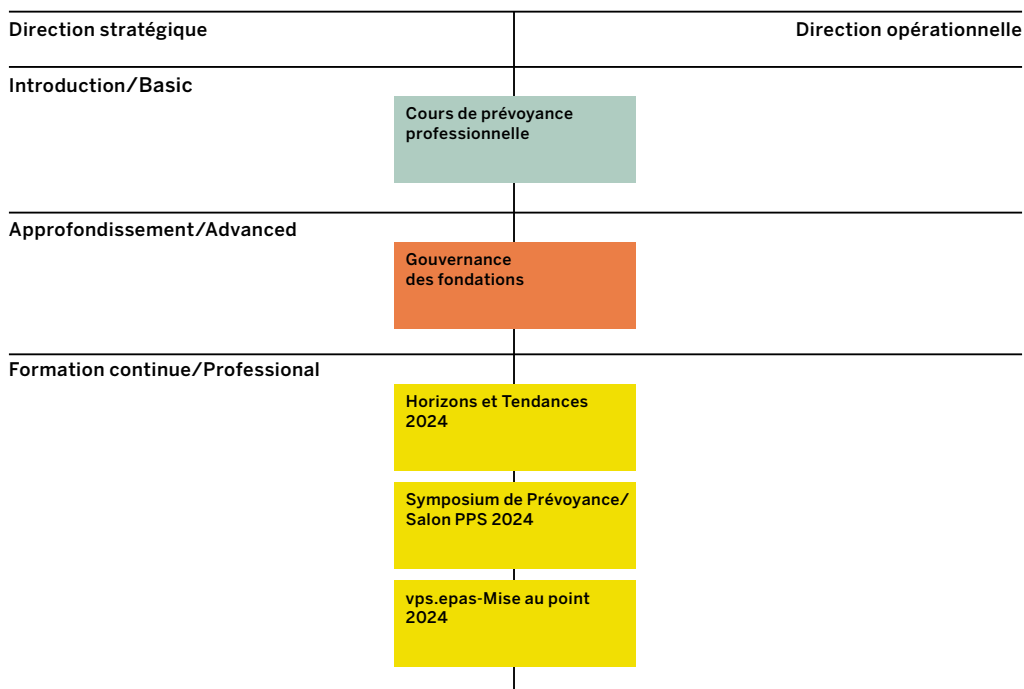 Direction stratégique
Direction opérationnelle
Introduction/Basic
Cours de prévoyance
professionnelle
Approfondissement/Advanced
Gouvernance
des fondations
Formation continue/Professional
Horizons et Tendances
2024
Symposium de Prévoyance/
Salon PPS 2024
vps.epas-Mise au point
2024